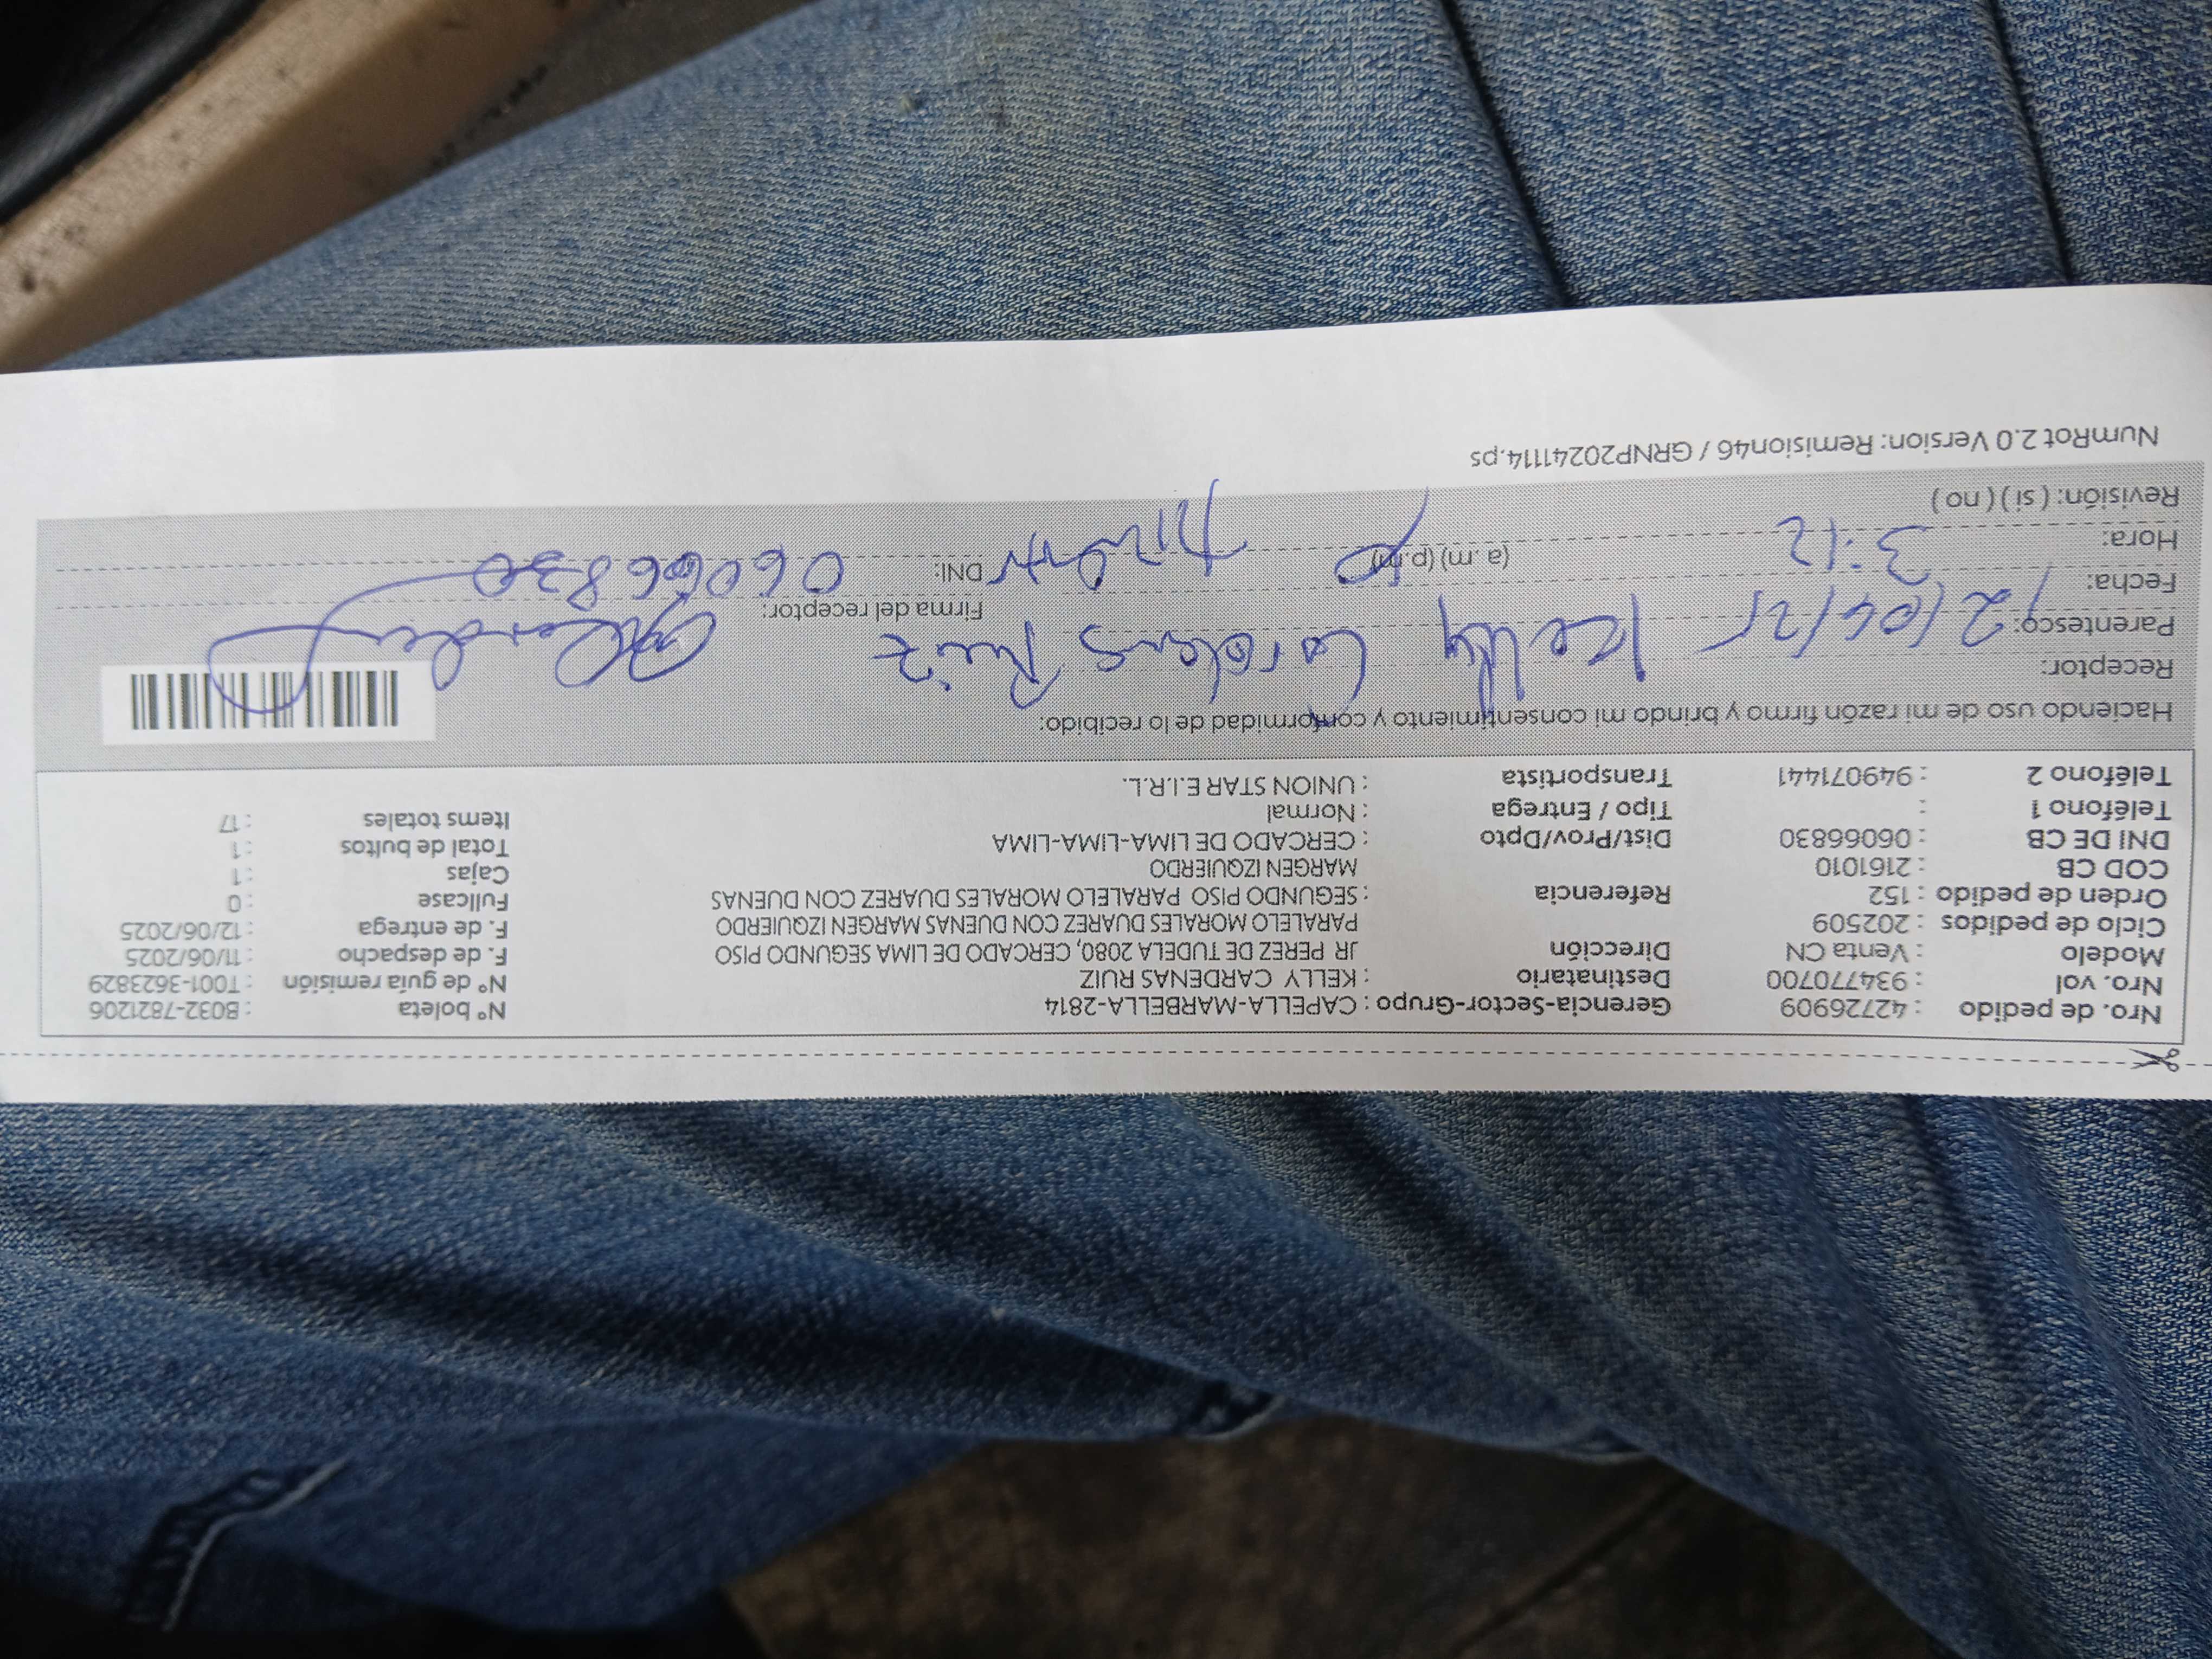 Nro. de pedido : 42726909 Gerencia-Sector-Grupo : CAPELLA-MARBELLA-2814 N° boleta : B032-7821206
Nro. vol : 934770700 Destinatario : KELLY CARDENAS RUIZ N° de guía remisión : T001-3623829
Modelo : Venta CN Dirección JR PEREZ DE TUDELA 2080, CERCADO DE LIMA SEGUNDO PISO F. de despacho : 11/06/2025
Ciclo de pedidos : 202509 PARALELO MORALES DUAREZ CON DUENAS MARGEN IZQUIERDO F. de entrega : 12/06/2025
Orden de pedido : 152 Referencia : SEGUNDO PISO PARALELO MORALES DUAREZ CON DUENAS Fullcase : 0
COD CB : 2161010 MARGEN IZQUIERDO Cajas : 1
DNI DE CB : 06066830 Dist/Prov/Dpto : CERCADO DE LIMA-LIMA-LIMA Total de bultos : 1
Teléfono 1 : Tipo / Entrega : Normal Items totales : 17
Teléfono 2 : 949071441 Transportista : UNION STAR E.I.R.L.
Haciendo uso de mi razón firmo y brindo mi consentimiento y conformidad de lo recibido:
Receptor: Kelly Cardenas Ruiz
Parentesco:
Firma del receptor:
Fecha:
Hora: 3:12 (a. m) (p.m) DNI: 06066830
Revisión: ( si ) ( no )
NumRot 2.0 Version: Remision46 / GRNP20241114.ps